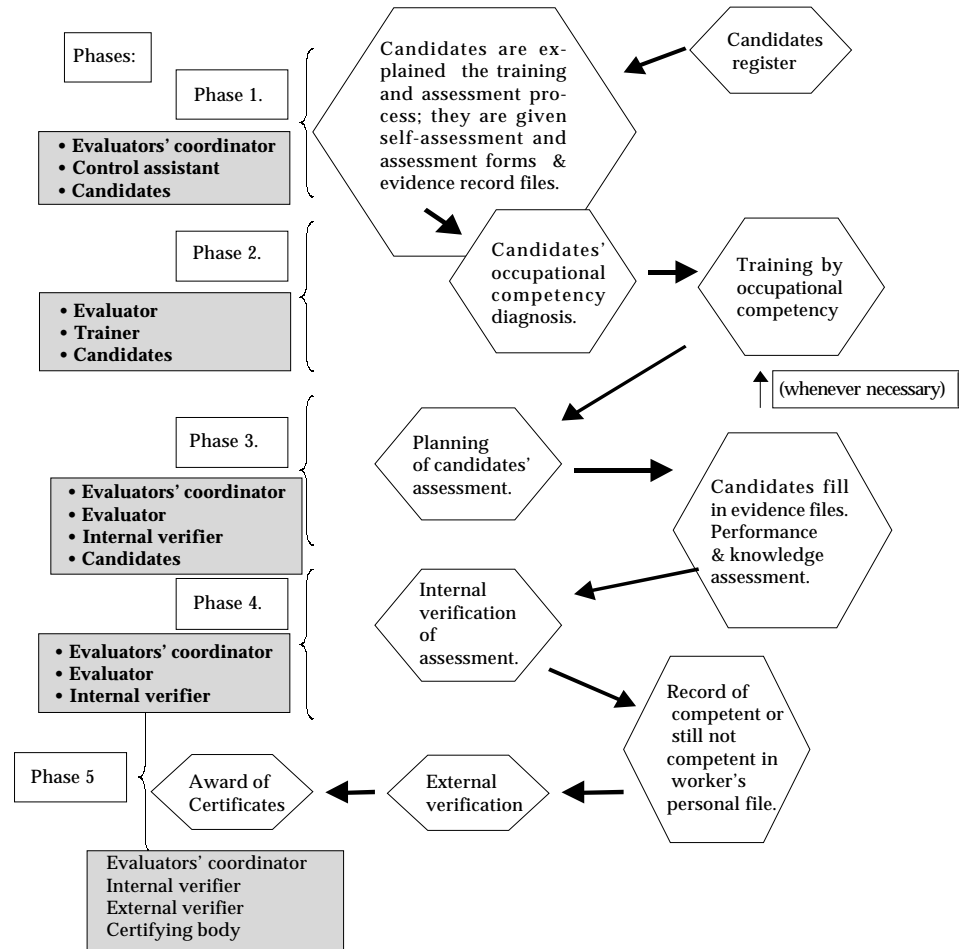 Phases:
Phase 1.
• Evaluators' coordinator
• Control assistant
• Candidates
Candidates are ex-
plained the training
and assessment pro-
cess; they are given
self-assessment and
assessment forms &
evidence record files.
Candidates
register
Phase 2.
• Evaluator
• Trainer
• Candidates
Candidates'
occupational
competency
diagnosis.
Training by
occupational
competency
(whenever necessary)
Phase 3.
• Evaluators' coordinator
• Evaluator
• Internal verifier
• Candidates
Planning
of candidates'
assessment.
Candidates fill
in evidence files.
Performance
& knowledge
assessment.
Phase 4.
• Evaluators' coordinator
• Evaluator
• Internal verifier
Internal
verification
of
assessment.
Record of
competent or
still not
competent in
worker's
personal file.
Phase 5
Award of
Certificates
External
verification
Evaluators' coordinator
Internal verifier
External verifier
Certifying body